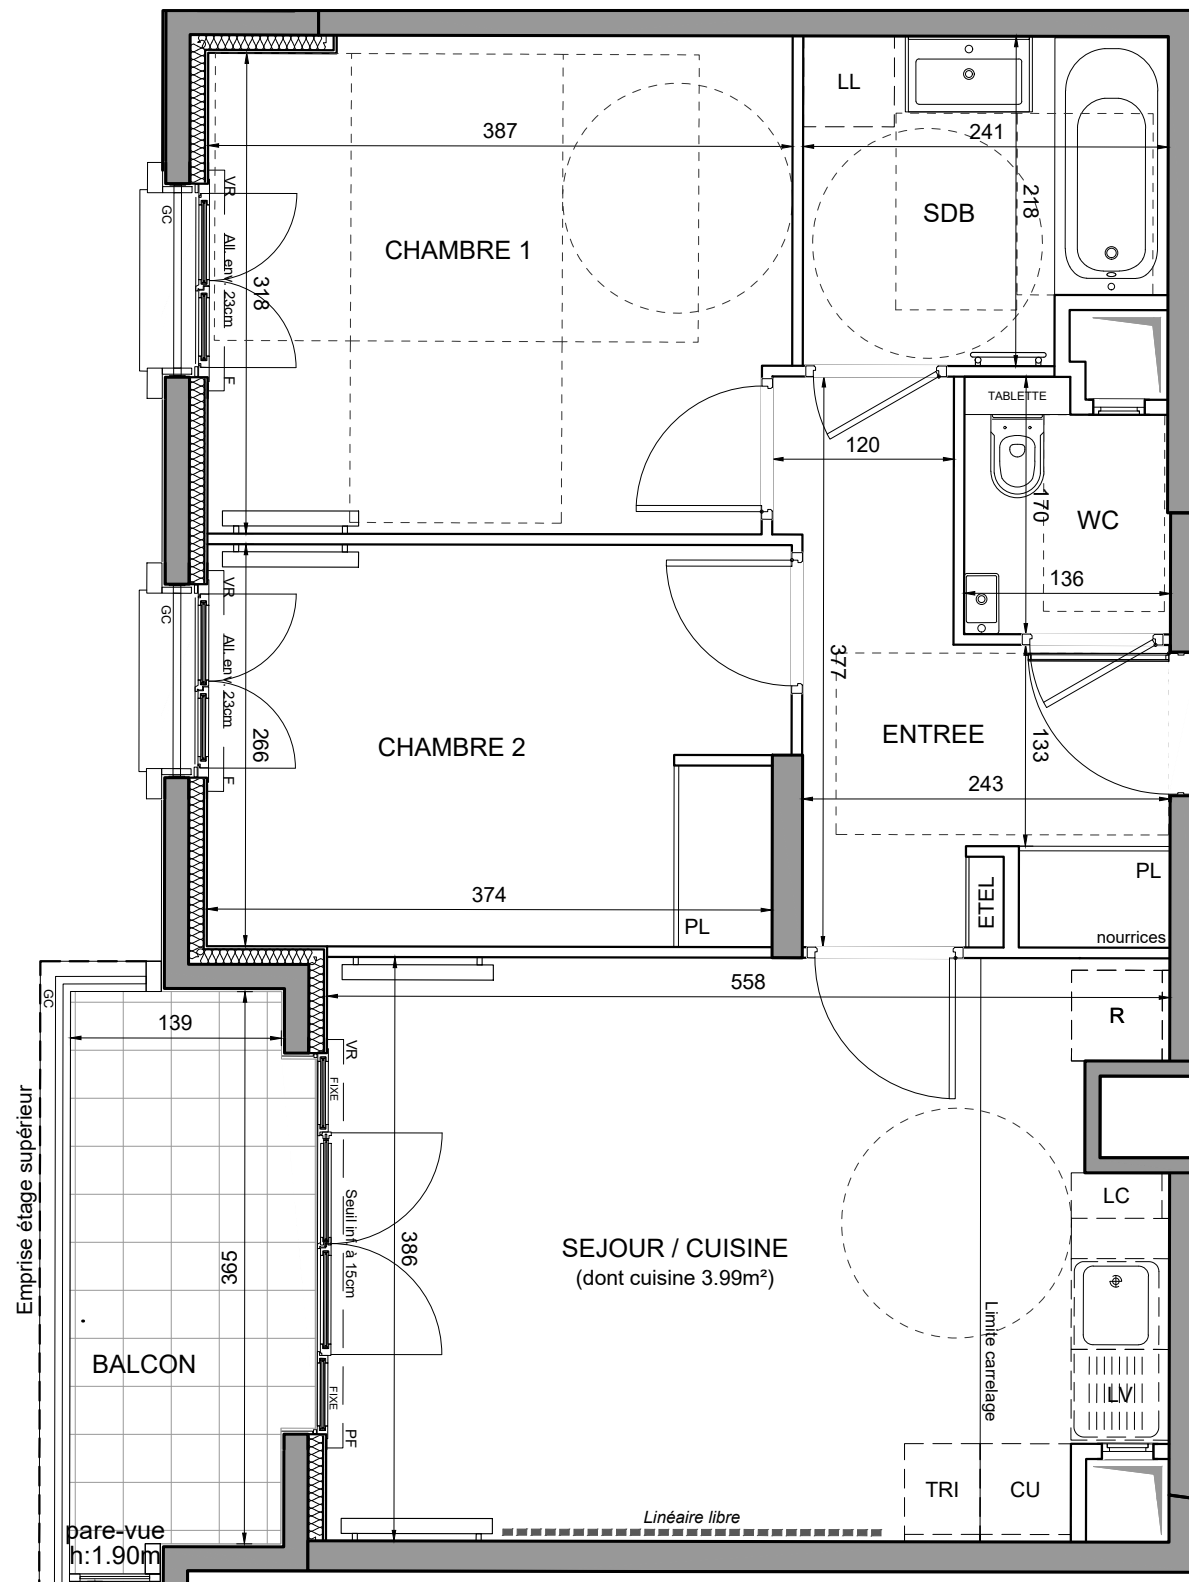 LL
387
241
VR
GC
218
SDB
All. env. 23cm
CHAMBRE 1
318
F
TABLETTE
120
170
WC
136
VR
GC
All. env. 23cm
377
ENTREE
133
266
CHAMBRE 2
243
F
374
PL
ETEL
PL
nourrices
558
GC
139
VR
FIXE
R
Emprise étage supérieur
LC
Seuil inf. à 15cm
386
365
SEJOUR / CUISINE
(dont cuisine 3.99m²)
Limite carrelage
BALCON
FIXE
LV
PF
TRI
CU
Linéaire libre
pare-vue
h:1.90m